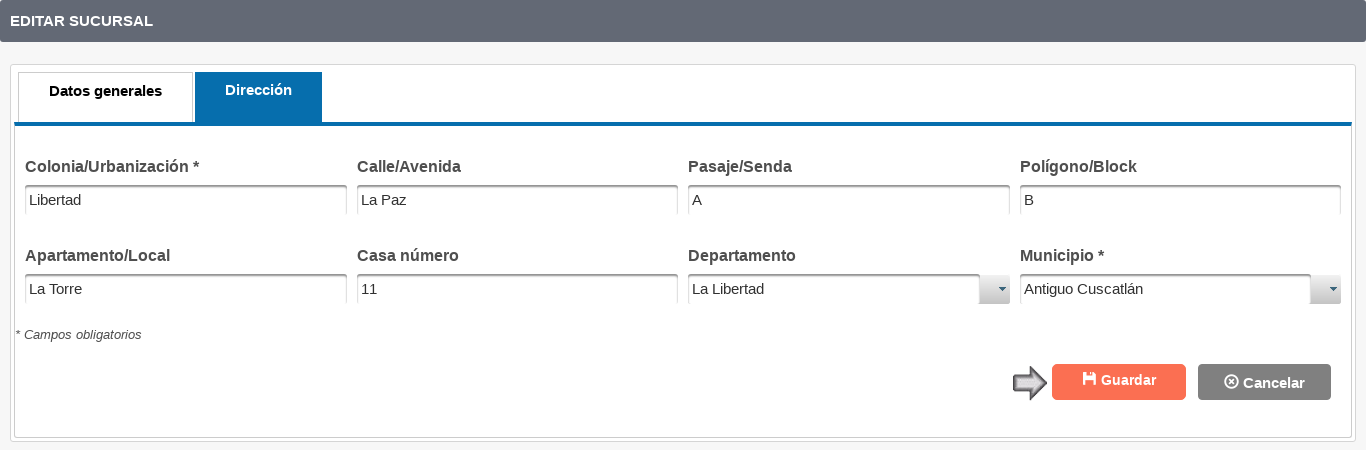 EDITAR SUCURSAL
Datos generales Dirección
Colonia/Urbanización * Calle/Avenida Pasaje/Senda Polígono/Block
Libertad La Paz A B
Apartamento/Local Casa número Departamento Municipio *
La Torre 11 La Libertad Antiguo Cuscatlán
* Campos obligatorios
Guardar Cancelar